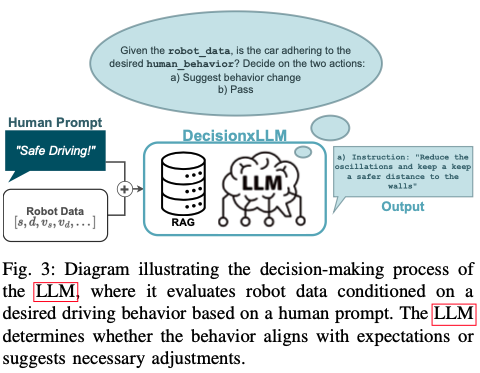 Given the robot_data, is the car adhering to the
desired human_behavior? Decide on the two actions:
a) Suggest behavior change
b) Pass
Human Prompt
"Safe Driving!"
Robot Data
[s, d, v_s, v_d, . . . ]
DecisionxLLM
RAG
LLM
a) Instruction: "Reduce the
oscillations and keep a keep
a safer distance to the
walls"
Output
Fig. 3: Diagram illustrating the decision-making process of
the LLM, where it evaluates robot data conditioned on a
desired driving behavior based on a human prompt. The LLM
determines whether the behavior aligns with expectations or
suggests necessary adjustments.